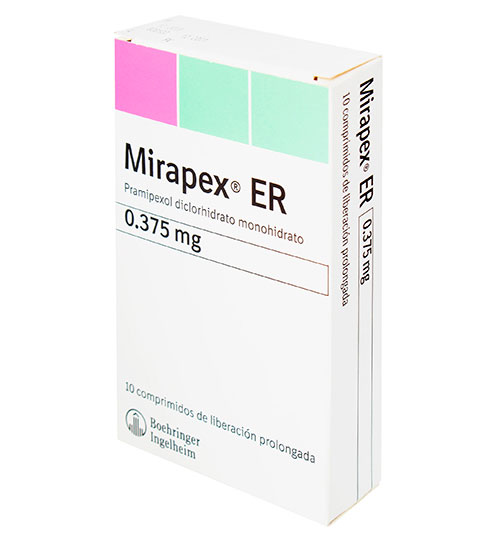 Mirapex® ER
Pramipexol diclorhidrato monohidrato
0.375 mg
10 comprimidos de liberación prolongada
Boehringer
Ingelheim
Mirapex® ER 0.375 mg
10 comprimidos de liberación prolongada